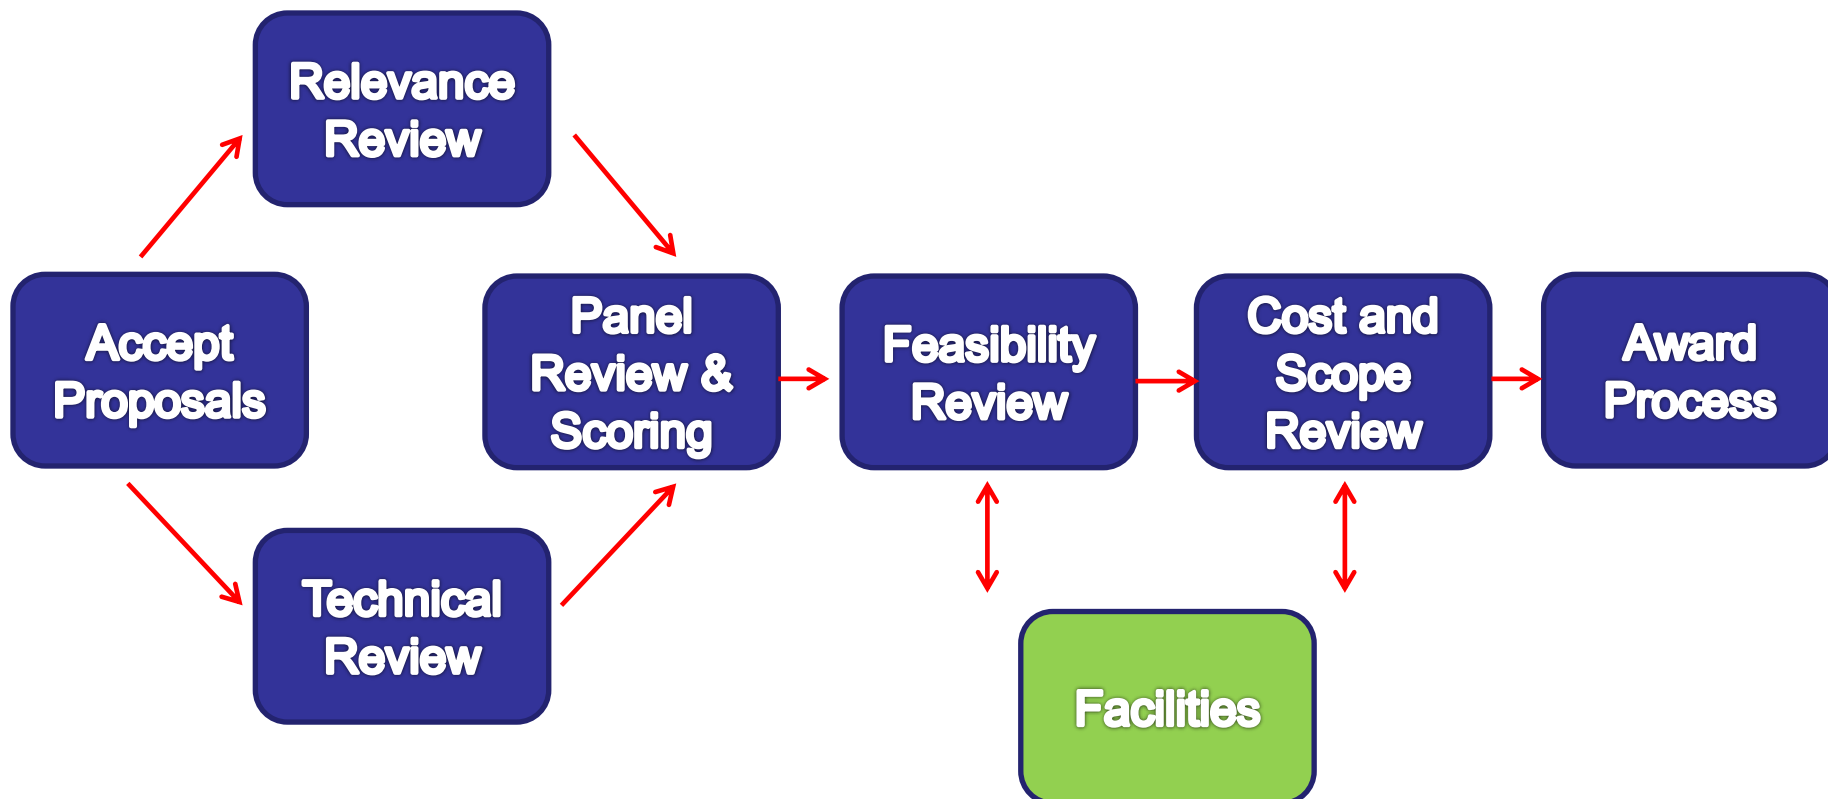 Relevance
Review
Accept
Proposals
Panel
Review &
Scoring
Feasibility
Review
Cost and
Scope
Review
Award
Process
Technical
Review
Facilities